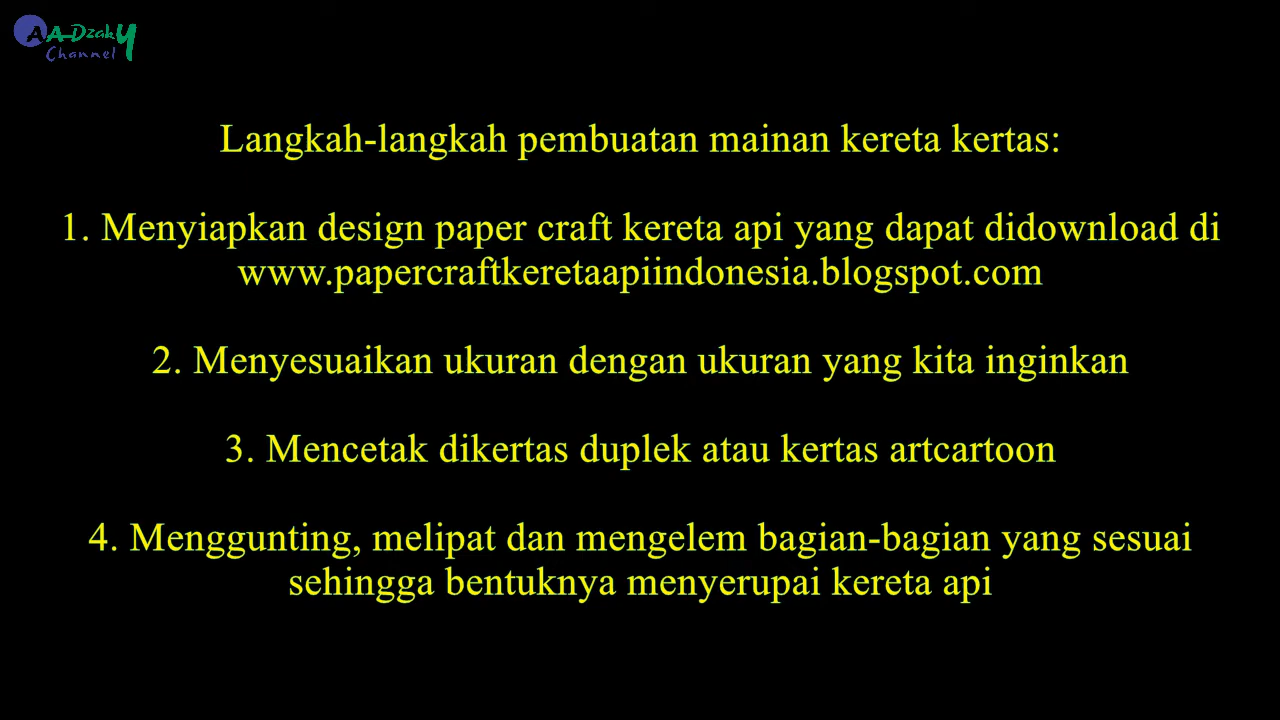 AA-Dzaky
Channel
Langkah-langkah pembuatan mainan kereta kertas:
1. Menyiapkan design paper craft kereta api yang dapat didownload di
www.papercraftkeretaapiindonesia.blogspot.com
2. Menyesuaikan ukuran dengan ukuran yang kita inginkan
3. Mencetak dikertas duplek atau kertas artcartoon
4. Menggunting, melipat dan mengelem bagian-bagian yang sesuai
sehingga bentuknya menyerupai kereta api